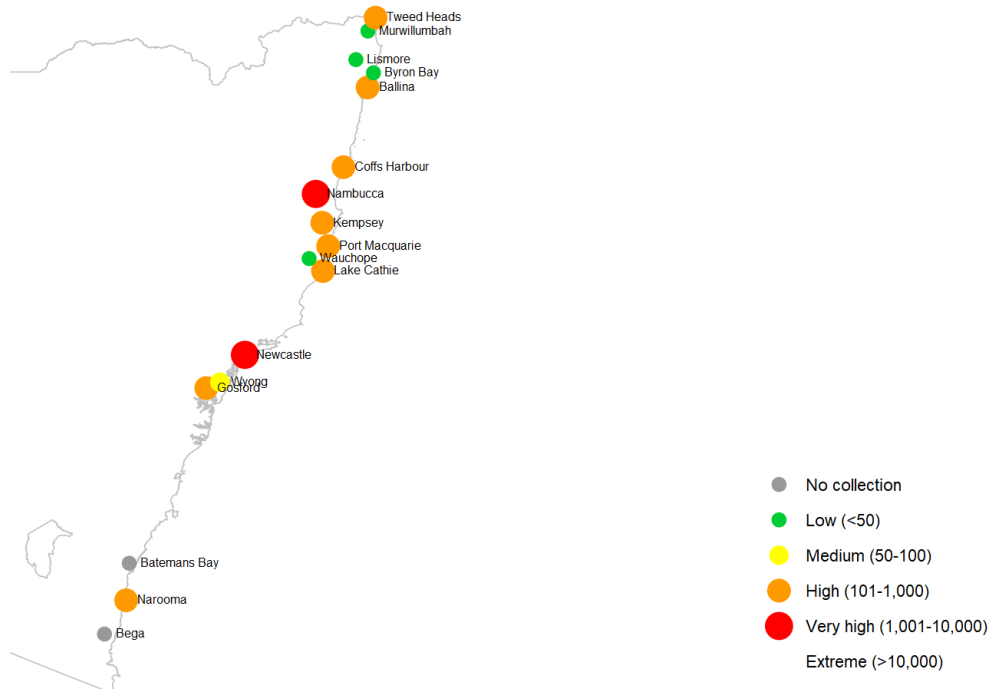 Tweed Heads
Murwillumbah
Lismore
Byron Bay
Ballina
Coffs Harbour
Nambucca
Kempsey
Port Macquarie
Wauchope
Lake Cathie
Newcastle
Wyong
Gosford
Batemans Bay
Narooma
Bega
No collection
Low (<50)
Medium (50-100)
High (101-1,000)
Very high (1,001-10,000)
Extreme (>10,000)